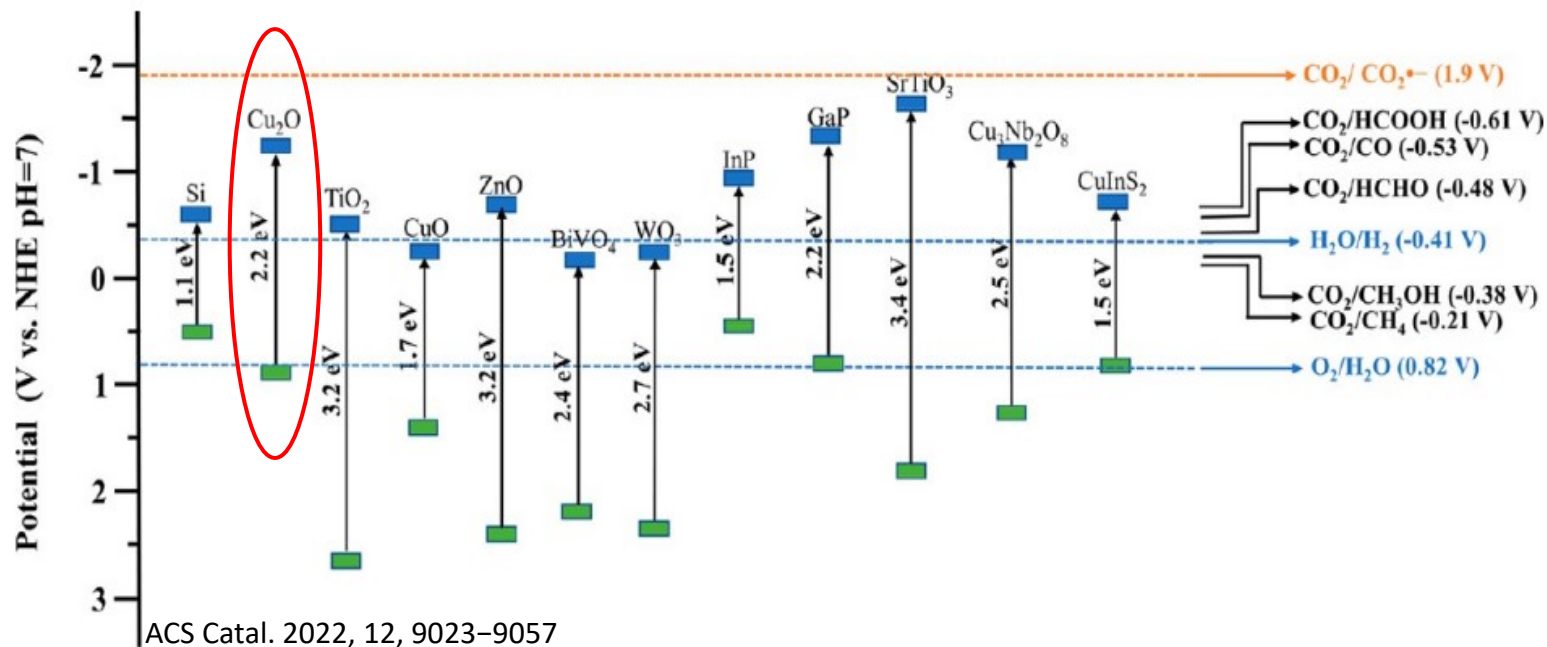 Potential (V vs. NHE pH=7)
-2
-1
0
1
2
3
Si
1.1 eV
Cu₂O
2.2 eV
TiO₂
3.2 eV
CuO
1.7 eV
ZnO
3.2 eV
BiVO₄
2.4 eV
WO₃
2.7 eV
InP
1.5 eV
GaP
2.2 eV
SrTiO₃
3.4 eV
Cu₃Nb₂O₈
2.5 eV
CuInS₂
1.5 eV
CO₂/ CO₂•− (1.9 V)
CO₂/HCOOH (-0.61 V)
CO₂/CO (-0.53 V)
CO₂/HCHO (-0.48 V)
H₂O/H₂ (-0.41 V)
CO₂/CH₃OH (-0.38 V)
CO₂/CH₄ (-0.21 V)
O₂/H₂O (0.82 V)
ACS Catal. 2022, 12, 9023−9057